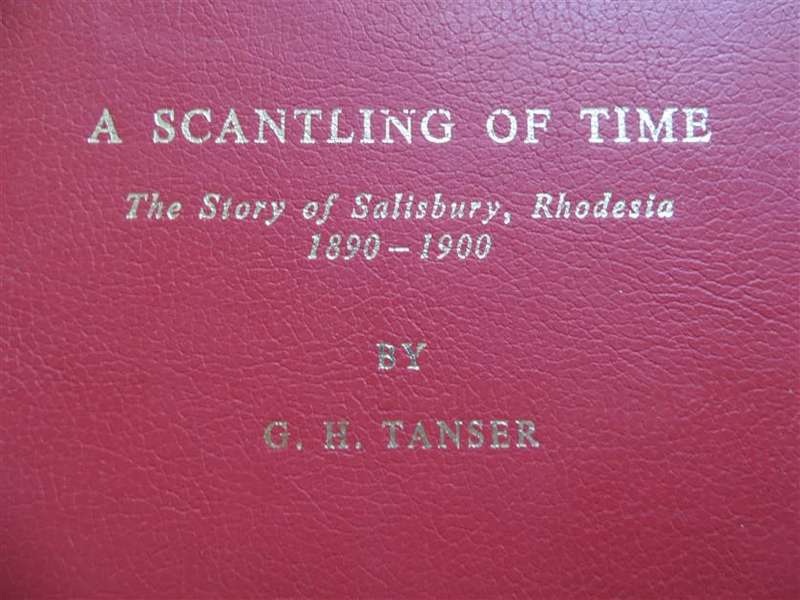 A SCANTLING OF TIME
The Story of Salisbury, Rhodesia
1890–1900
BY
G. H. TANSER